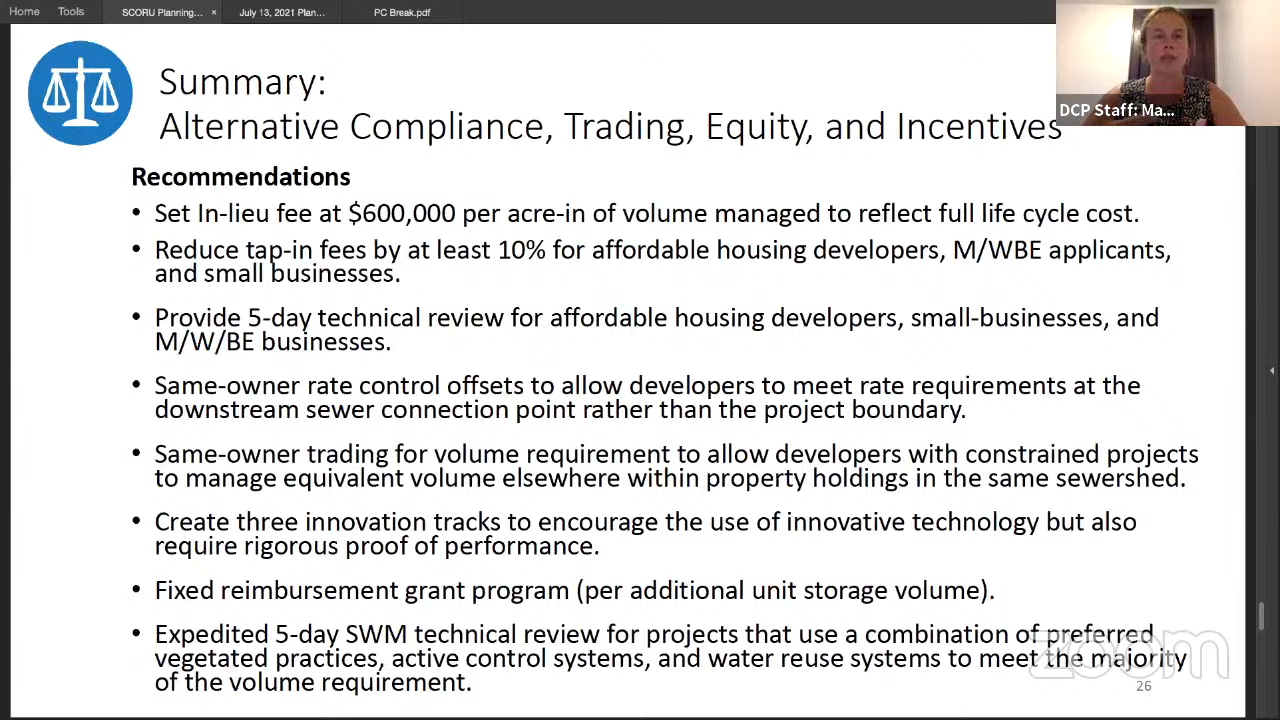 Home Tools SCORU Planning,... × July 13, 2021 Plan... PC Break.pdf
DCP Staff: Ma...
Summary:
Alternative Compliance, Trading, Equity, and Incentives
Recommendations
• Set In-lieu fee at $600,000 per acre-in of volume managed to reflect full life cycle cost.
• Reduce tap-in fees by at least 10% for affordable housing developers, M/WBE applicants,
and small businesses.
• Provide 5-day technical review for affordable housing developers, small-businesses, and
M/W/BE businesses.
• Same-owner rate control offsets to allow developers to meet rate requirements at the
downstream sewer connection point rather than the project boundary.
• Same-owner trading for volume requirement to allow developers with constrained projects
to manage equivalent volume elsewhere within property holdings in the same sewershed.
• Create three innovation tracks to encourage the use of innovative technology but also
require rigorous proof of performance.
• Fixed reimbursement grant program (per additional unit storage volume).
• Expedited 5-day SWM technical review for projects that use a combination of preferred
vegetated practices, active control systems, and water reuse systems to meet the majority
of the volume requirement.
zoom
26